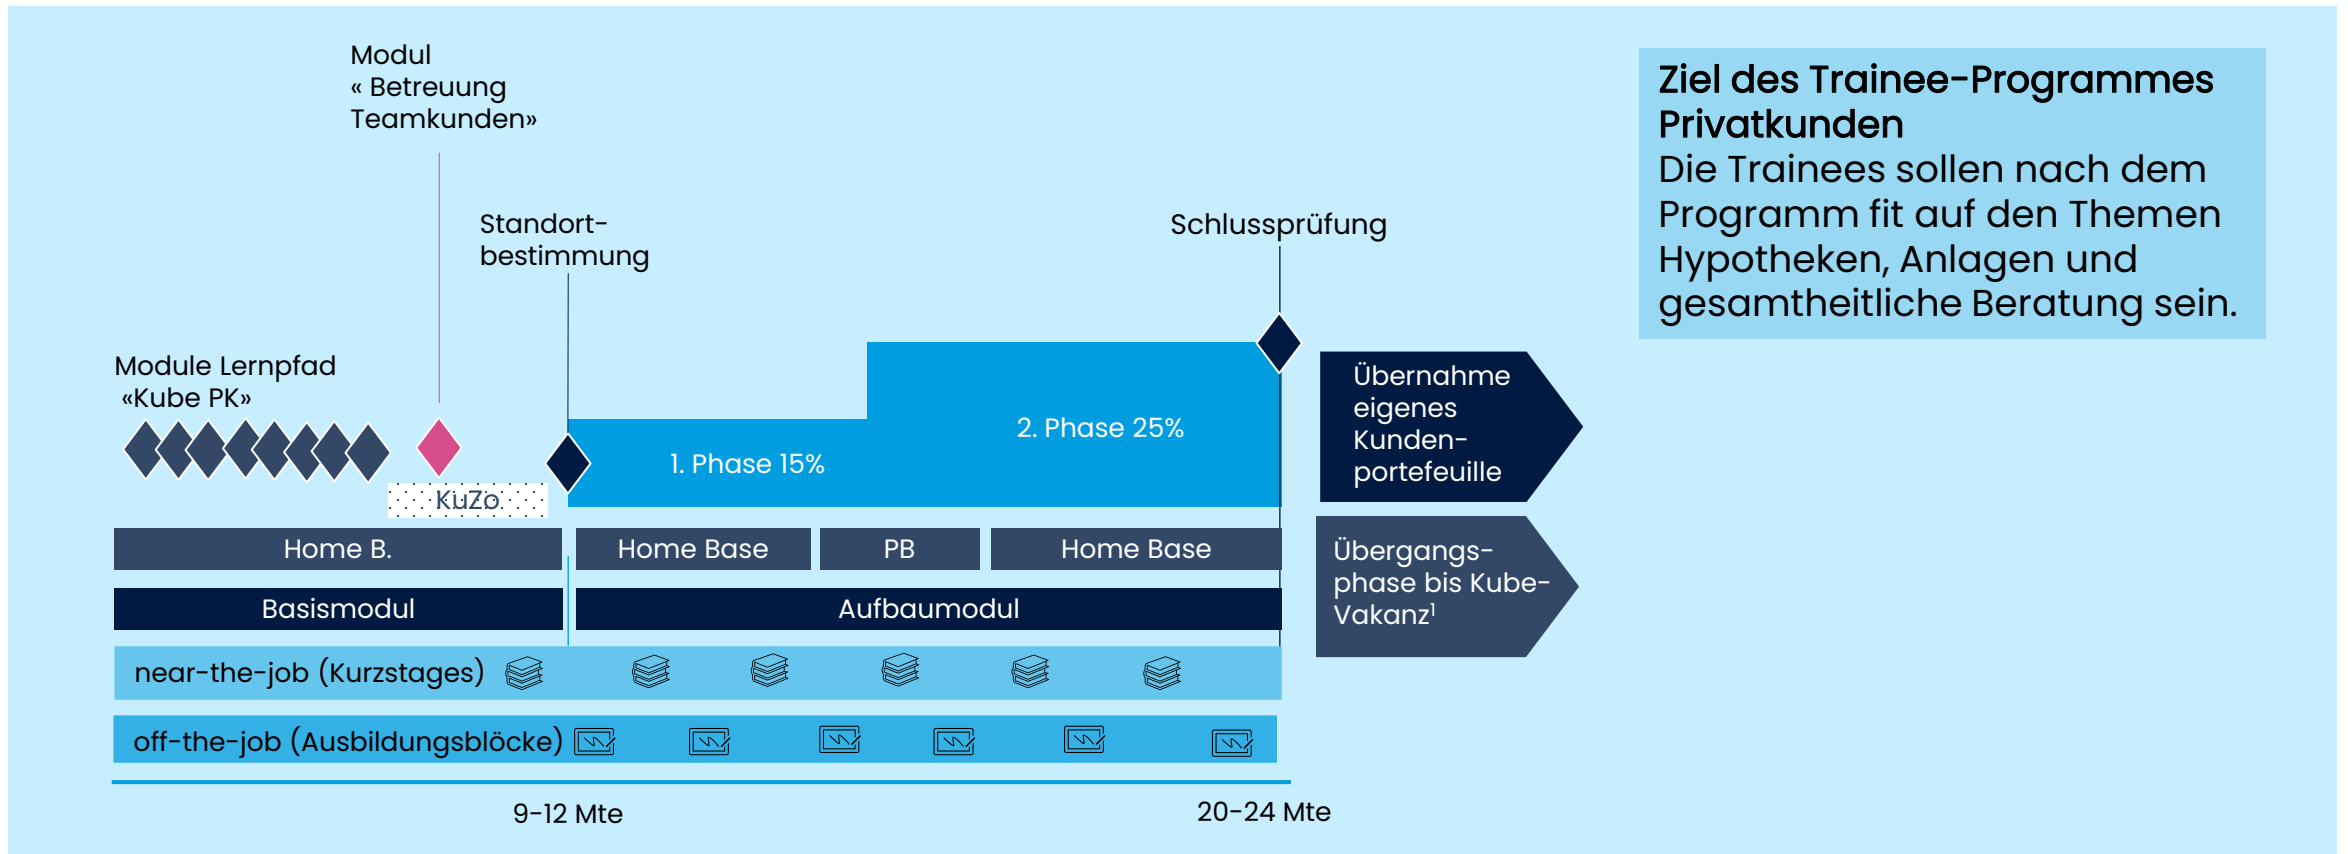 Modul
« Betreuung
Teamkunden»
Standort-
bestimmung
Schlussprüfung
Ziel des Trainee-Programmes
Privatkunden
Die Trainees sollen nach dem
Programm fit auf den Themen
Hypotheken, Anlagen und
gesamtheitliche Beratung sein.
Module Lernpfad
«Kube PK»
KuZo
1. Phase 15%
2. Phase 25%
Übernahme
eigenes
Kunden-
portefeuille
Home B.
Home Base
PB
Home Base
Übergangs-
phase bis Kube-
Vakanz¹
Basismodul
Aufbaumodul
near-the-job (Kurzstages)
off-the-job (Ausbildungsblöcke)
9-12 Mte
20-24 Mte